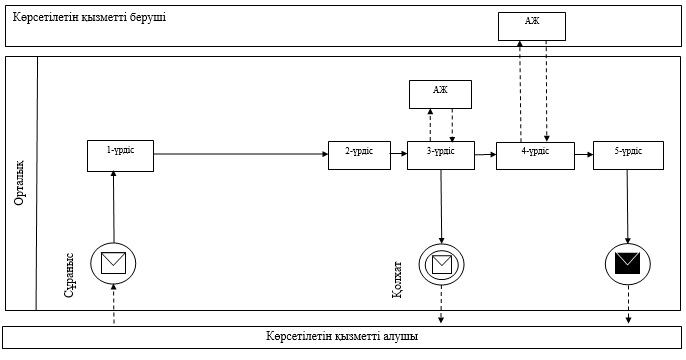 Көрсетілетін қызметті беруші
АЖ
Орталық
АЖ
1-үрдіс
2-үрдіс
3-үрдіс
4-үрдіс
5-үрдіс
Сұраныс
Қолхат
Көрсетілетін қызметті алушы